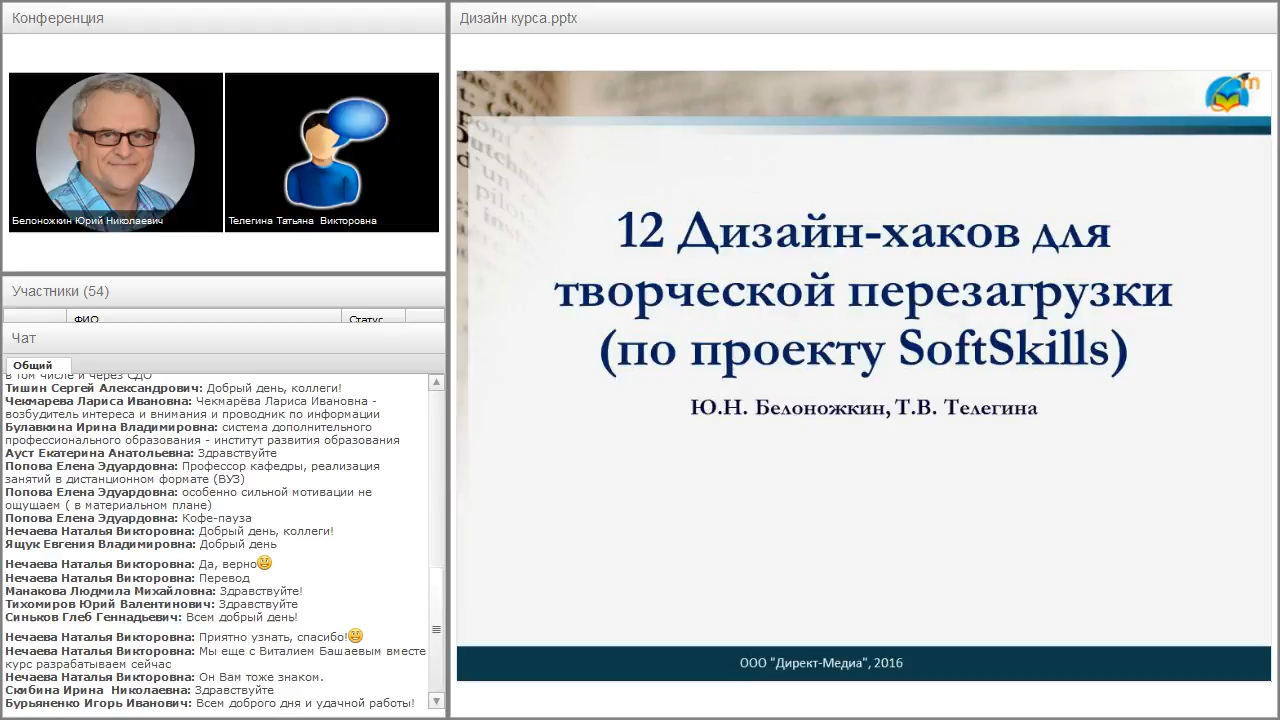 Конференция
Белоножкин Юрий Николаевич
Телегина Татьяна Викторовна
Участники (54)
ФИО
Статус
Чат
Общий
в том числе и через СДО
Тишин Сергей Александрович: Добрый день, коллеги!
Чекмарева Лариса Ивановна: Чекмарёва Лариса Ивановна -
возбудитель интереса и внимания и проводник по информации
Булавкина Ирина Владимировна: система дополнительного
профессионального образования - институт развития образования
Ауст Екатерина Анатольевна: Здравствуйте
Попова Елена Эдуардовна: Профессор кафедры, реализация
занятий в дистанционном формате (ВУЗ)
Попова Елена Эдуардовна: особенно сильной мотивации не
ощущаем ( в материальном плане)
Попова Елена Эдуардовна: Кофе-пауза
Нечаева Наталья Викторовна: Добрый день, коллеги!
Ящук Евгения Владимировна: Добрый день
Нечаева Наталья Викторовна: Да, верно
Нечаева Наталья Викторовна: Перевод
Манакова Людмила Михайловна: Здравствуйте!
Тихомиров Юрий Валентинович: Здравствуйте
Синьков Глеб Геннадьевич: Всем добрый день!
Нечаева Наталья Викторовна: Приятно узнать, спасибо!
Нечаева Наталья Викторовна: Мы еще с Виталием Башаевым вместе
курс разрабатываем сейчас
Нечаева Наталья Викторовна: Он Вам тоже знаком.
Скибина Ирина Николаевна: Здравствуйте
Бурьяненко Игорь Иванович: Всем доброго дня и удачной работы!
Дизайн курса.pptx
12 Дизайн-хаков для
творческой перезагрузки
(по проекту SoftSkills)
Ю.Н. Белоножкин, Т.В. Телегина
ООО "Директ-Медиа", 2016